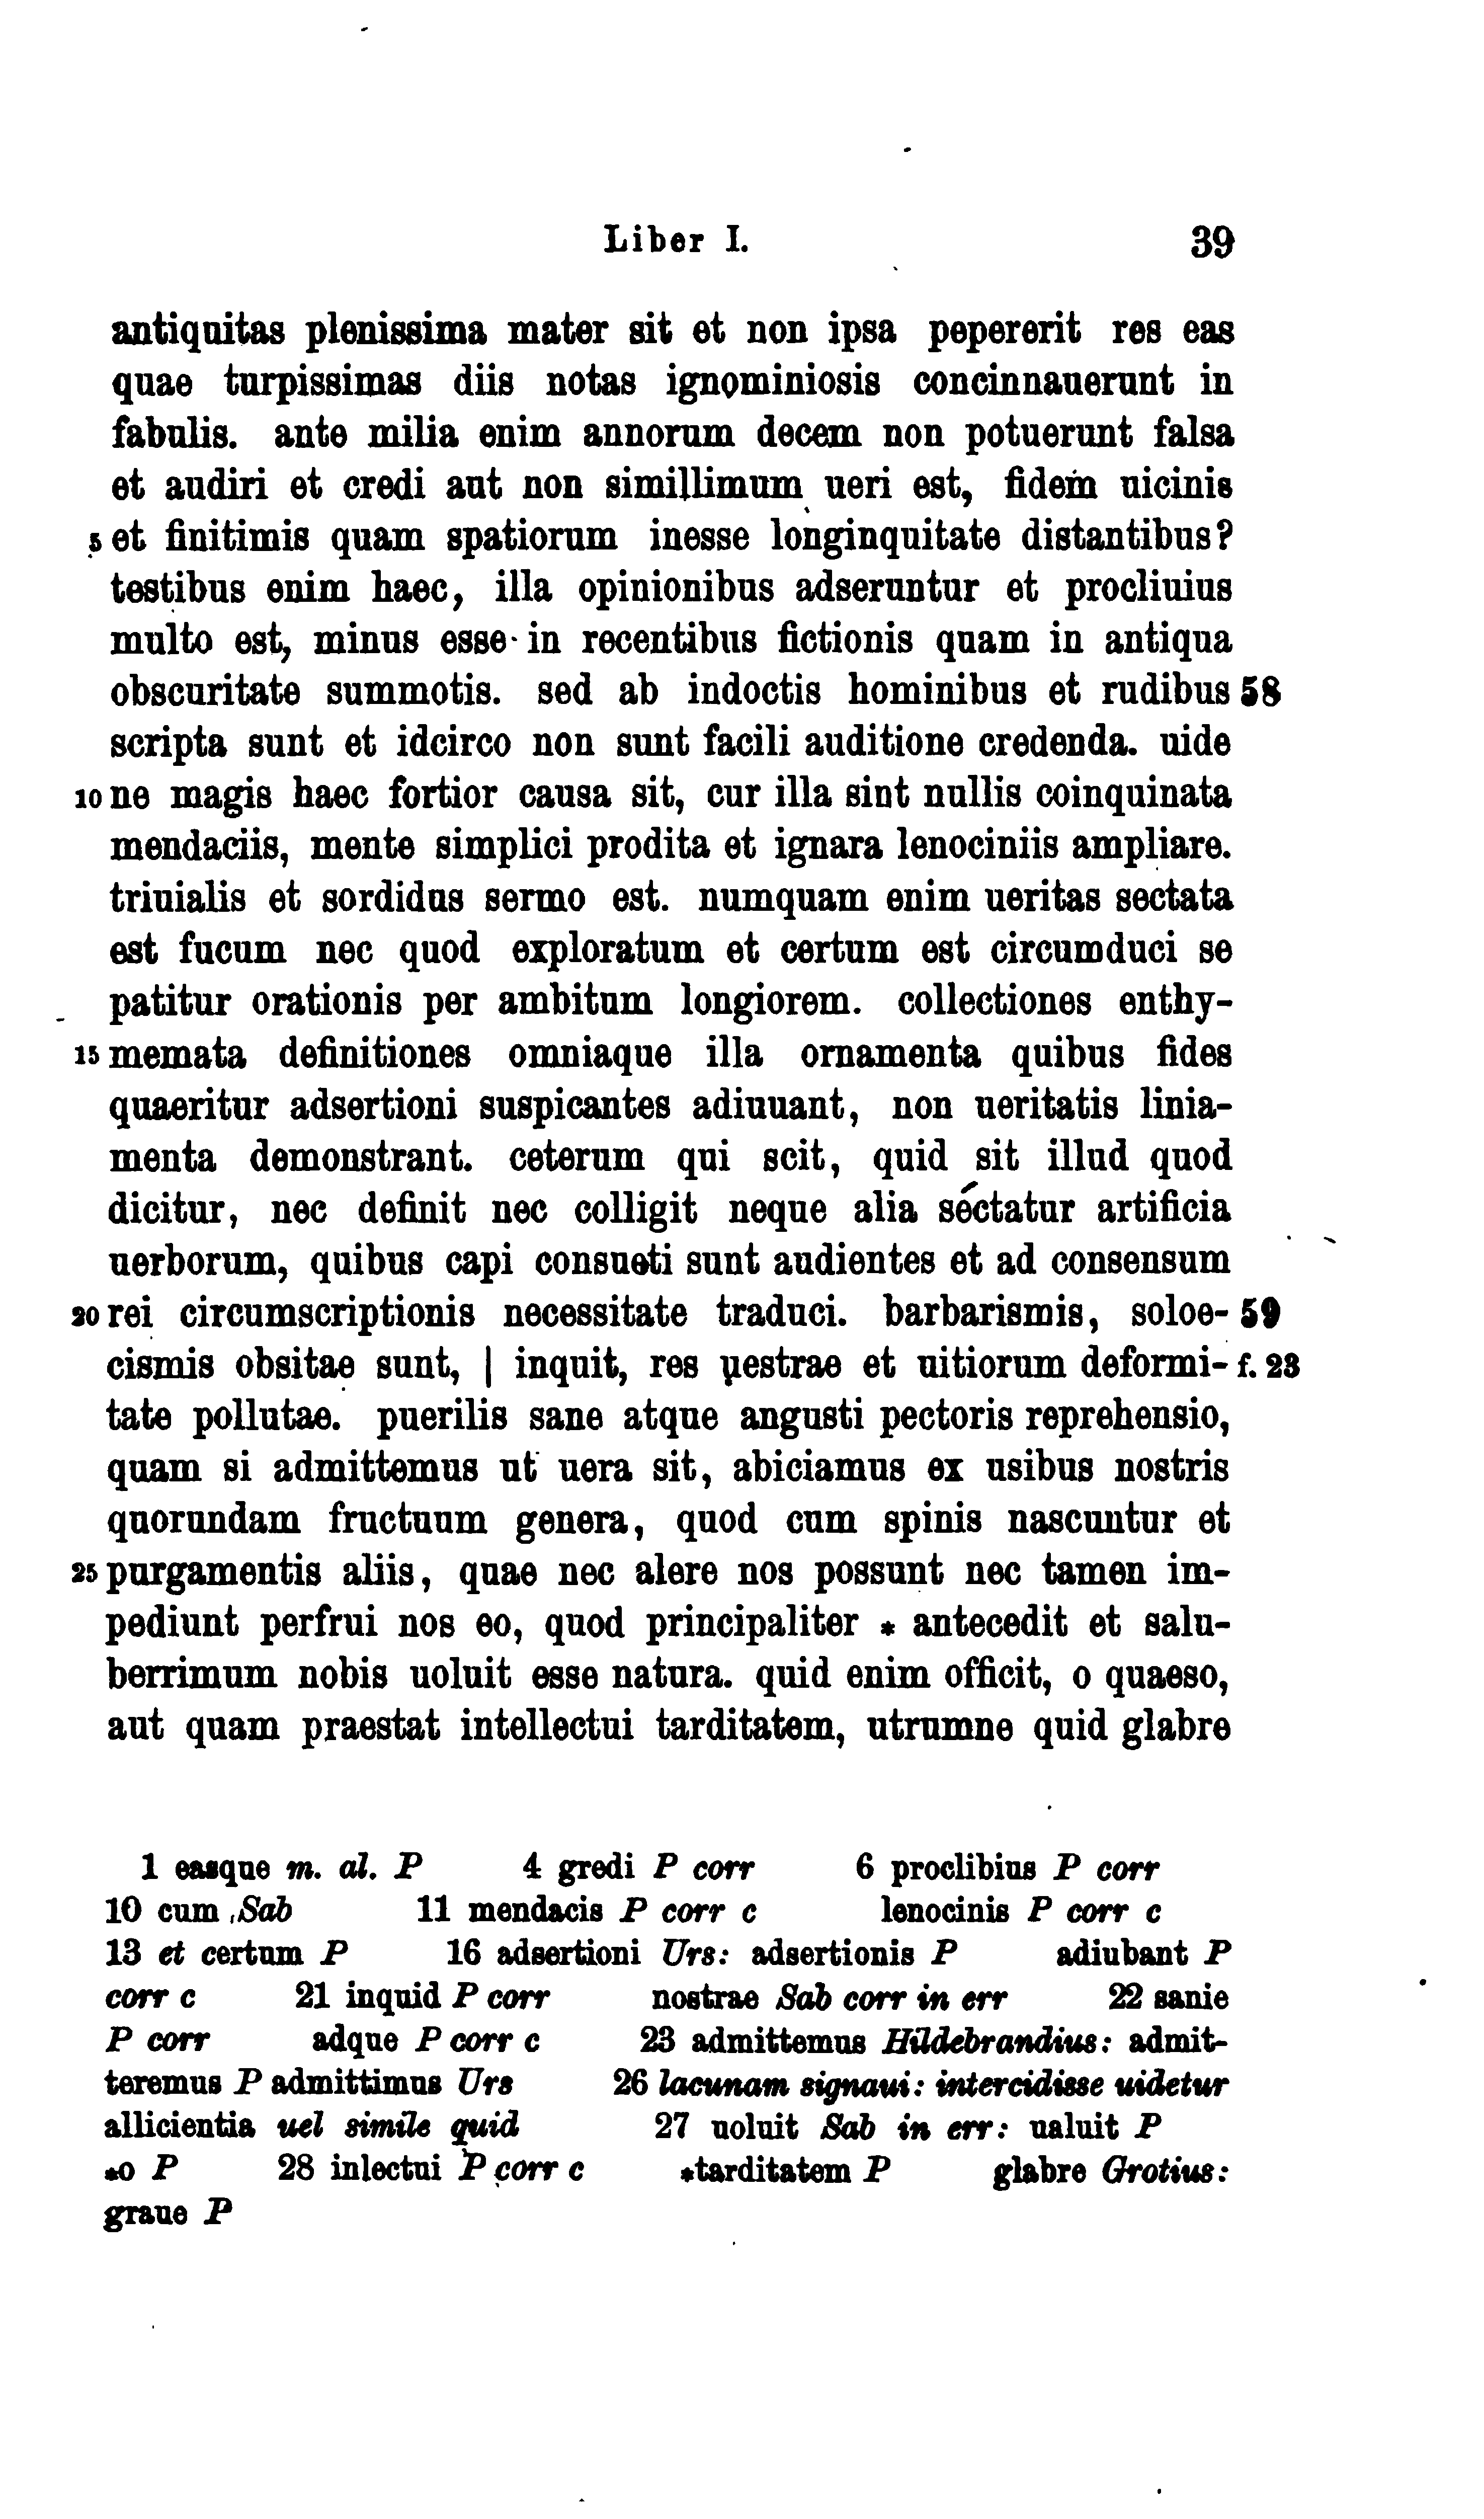 Liber I. 39
antiquitas plenissima mater sit et non ipsa pepererit res eas
quae turpissimas diis notas ignominiosis concinnauerunt in
fabulis. ante milia enim annorum decem non potuerunt falsa
et audiri et credi aut non simillimum ueri est, fidem uicinis
5 et finitimis quam spatiorum inesse longinquitate distantibus?
testibus enim haec, illa opinionibus adseruntur et procliuius
multo est, minus esse in recentibus fictionis quam in antiqua
obscuritate summotis. sed ab indoctis hominibus et rudibus 58
scripta sunt et idcirco non sunt facili auditione credenda. uide
10 ne magis haec fortior causa sit, cur illa sint nullis coinquinata
mendaciis, mente simplici prodita et ignara lenociniis ampliare.
triuialis et sordidus sermo est. numquam enim ueritas sectata
est fucum nec quod exploratum et certum est circumduci se
patitur orationis per ambitum longiorem. collectiones enthy-
15 memata definitiones omniaque illa ornamenta quibus fides
quaeritur adsertioni suspicantes adiuuant, non ueritatis linia-
menta demonstrant. ceterum qui scit, quid sit illud quod
dicitur, nec definit nec colligit neque alia sectatur artificia
uerborum, quibus capi consueti sunt audientes et ad consensum
20 rei circumscriptionis necessitate traduci. barbarismis, soloe- 59
cismis obsitae sunt, | inquit, res uestrae et uitiorum deformi- f. 23
tate pollutae. puerilis sane atque angusti pectoris reprehensio,
quam si admittemus ut uera sit, abiciamus ex usibus nostris
quorundam fructuum genera, quod cum spinis nascuntur et
25 purgamentis aliis, quae nec alere nos possunt nec tamen im-
pediunt perfrui nos eo, quod principaliter * antecedit et salu-
berrimum nobis uoluit esse natura. quid enim officit, o quaeso,
aut quam praestat intellectui tarditatem, utrumne quid glabre
1 easque m. al. P 4 gredi P corr 6 proclibius P corr
10 cum Sab 11 mendacis P corr c lenocinis P corr c
13 et certum P 16 adsertioni Urs: adsertionis P adiubant P
corr c 21 inquid P corr nostrae Sab corr in err 22 sanie
P corr adque P corr c 23 admittemus Hildebrandius: admit-
teremus P admittimus Urs 26 lacunam signaui: intercidisse uidetur
allicientia uel simile quid 27 uoluit Sab in err: ualuit P
*o P 28 inlectui P corr c *tarditatem P glabre Grotius:
graue P